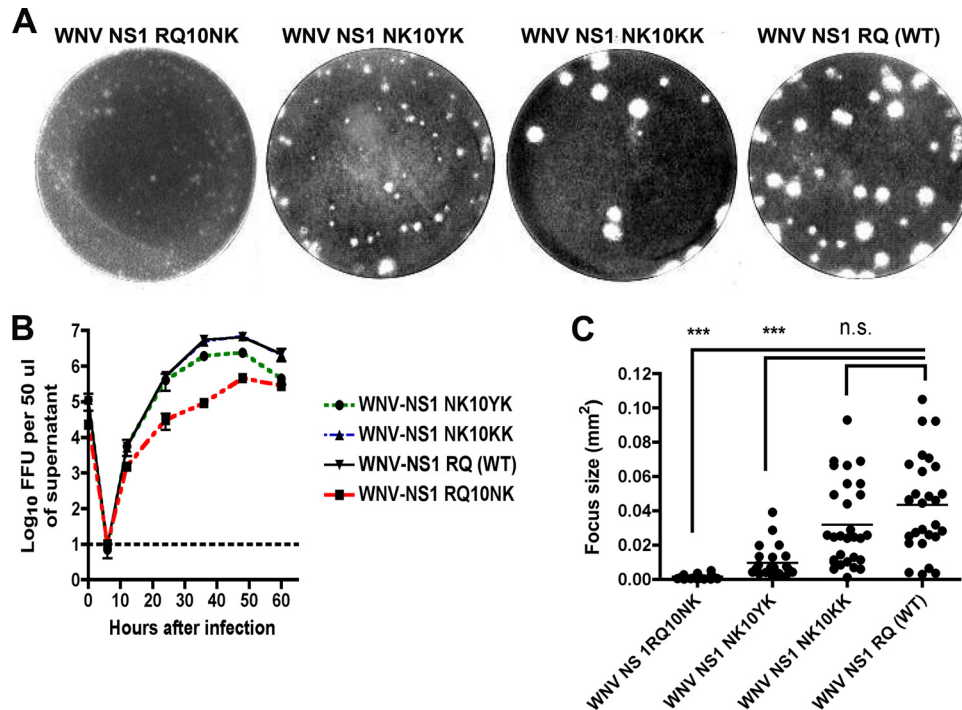 A
WNV NS1 RQ10NK
WNV NS1 NK10YK
WNV NS1 NK10KK
WNV NS1 RQ (WT)
B
Log10 FFU per 50 ul
of supernatant
7
6
5
4
3
2
1
0
0 10 20 30 40 50 60
Hours after infection
WNV-NS1 NK10YK
WNV-NS1 NK10KK
WNV-NS1 RQ (WT)
WNV-NS1 RQ10NK
C
***
***
n.s.
Focus size (mm²)
0.12
0.10
0.08
0.06
0.04
0.02
0.00
WNV NS 1RQ10NK
WNV NS1 NK10YK
WNV NS1 NK10KK
WNV NS1 RQ (WT)